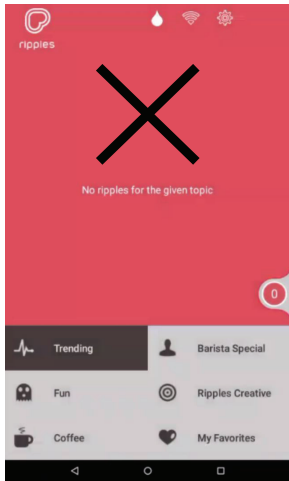 ripples
No ripples for the given topic
0
Trending
Barista Special
Fun
Ripples Creative
Coffee
My Favorites